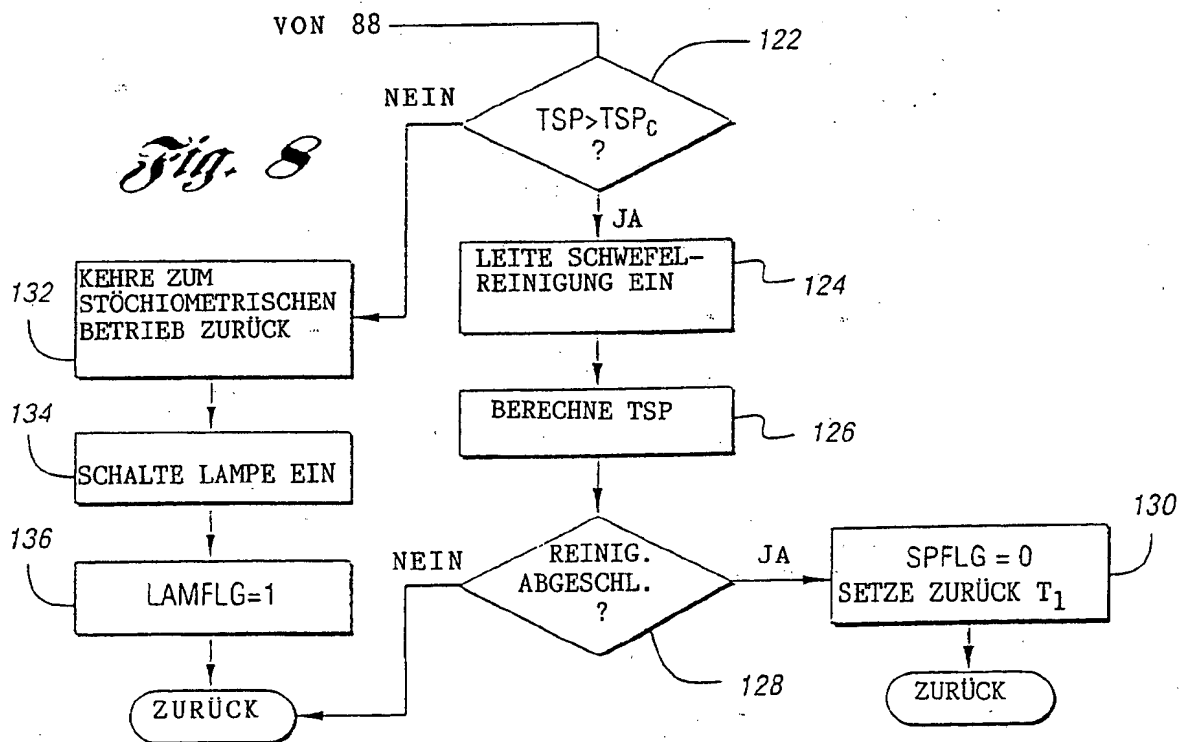 VON 88
122
NEIN
TSP>TSPC
?
Fig. 8
JA
LEITE SCHWEFEL-
REINIGUNG EIN
124
KEHRE ZUM
STÖCHIOMETRISCHEN
BETRIEB ZURÜCK
132
BERECHNE TSP
126
134
SCHALTE LAMPE EIN
136
LAMFLG=1
NEIN
REINIG.
ABGESCHL.
?
JA
128
130
SPFLG = 0
SETZE ZURÜCK T1
ZURÜCK
ZURÜCK